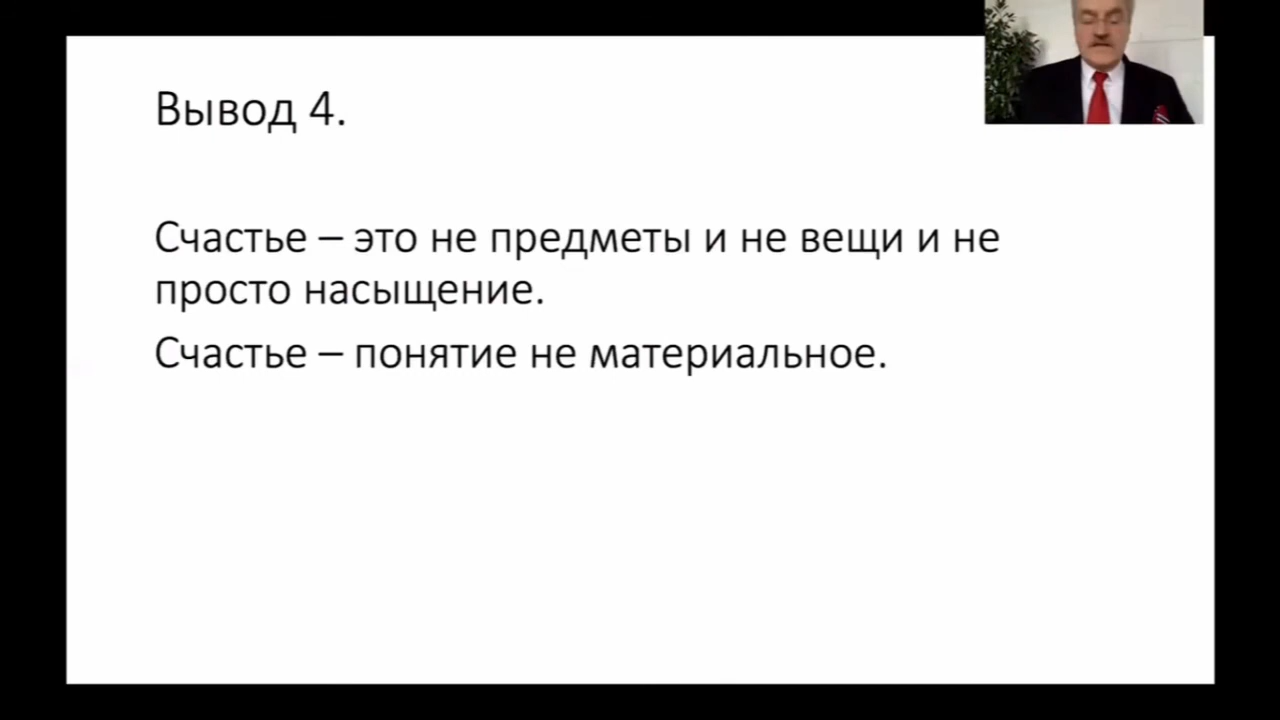 Вывод 4.
Счастье – это не предметы и не вещи и не
просто насыщение.
Счастье – понятие не материальное.